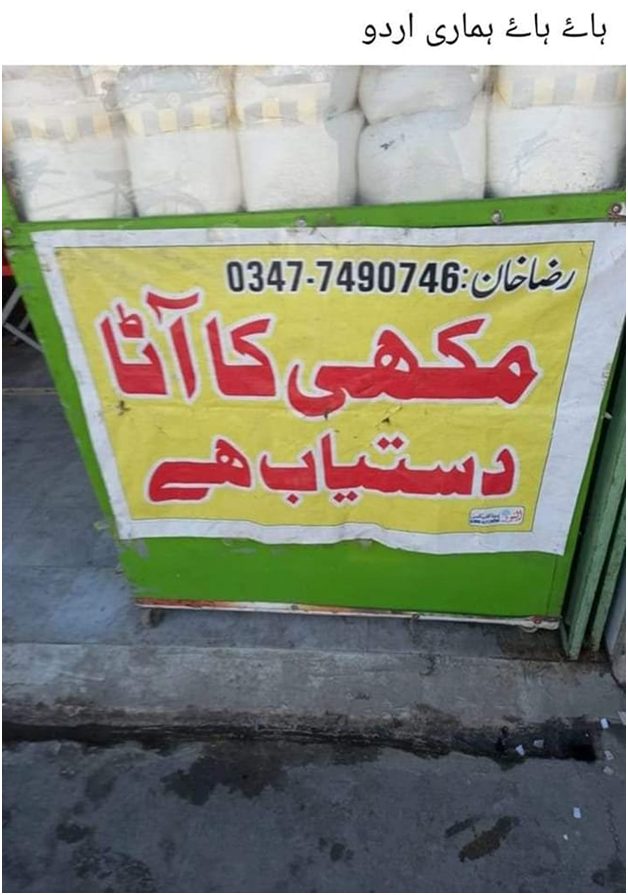 ہائے ہائے ہماری اردو
رضاخان:0347-7490746
مکھی کا آٹا
دستیاب ھے